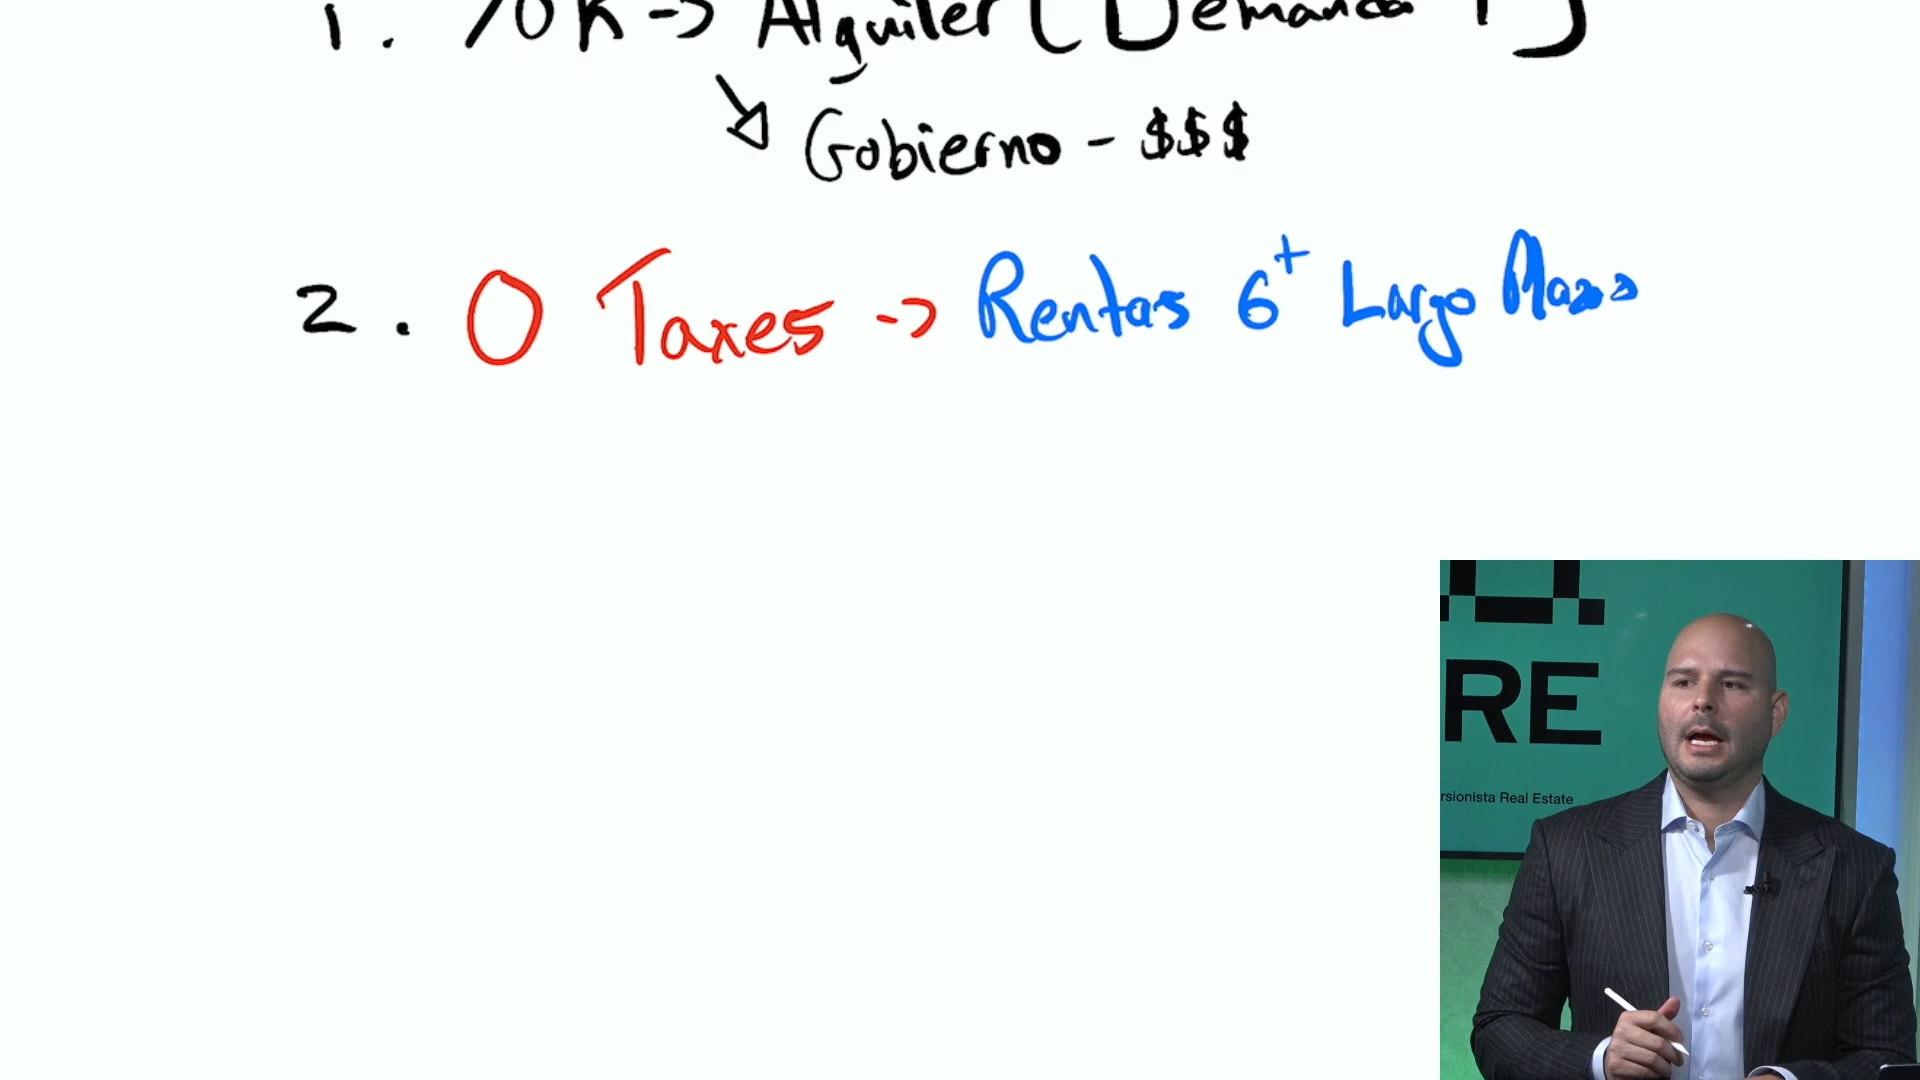 1. 70K -> Alquiler (Demanda ↑)
↘ Gobierno - $$$
2. 0 Taxes -> Rentas 6+ Largo Plazo
RE
rsionista Real Estate